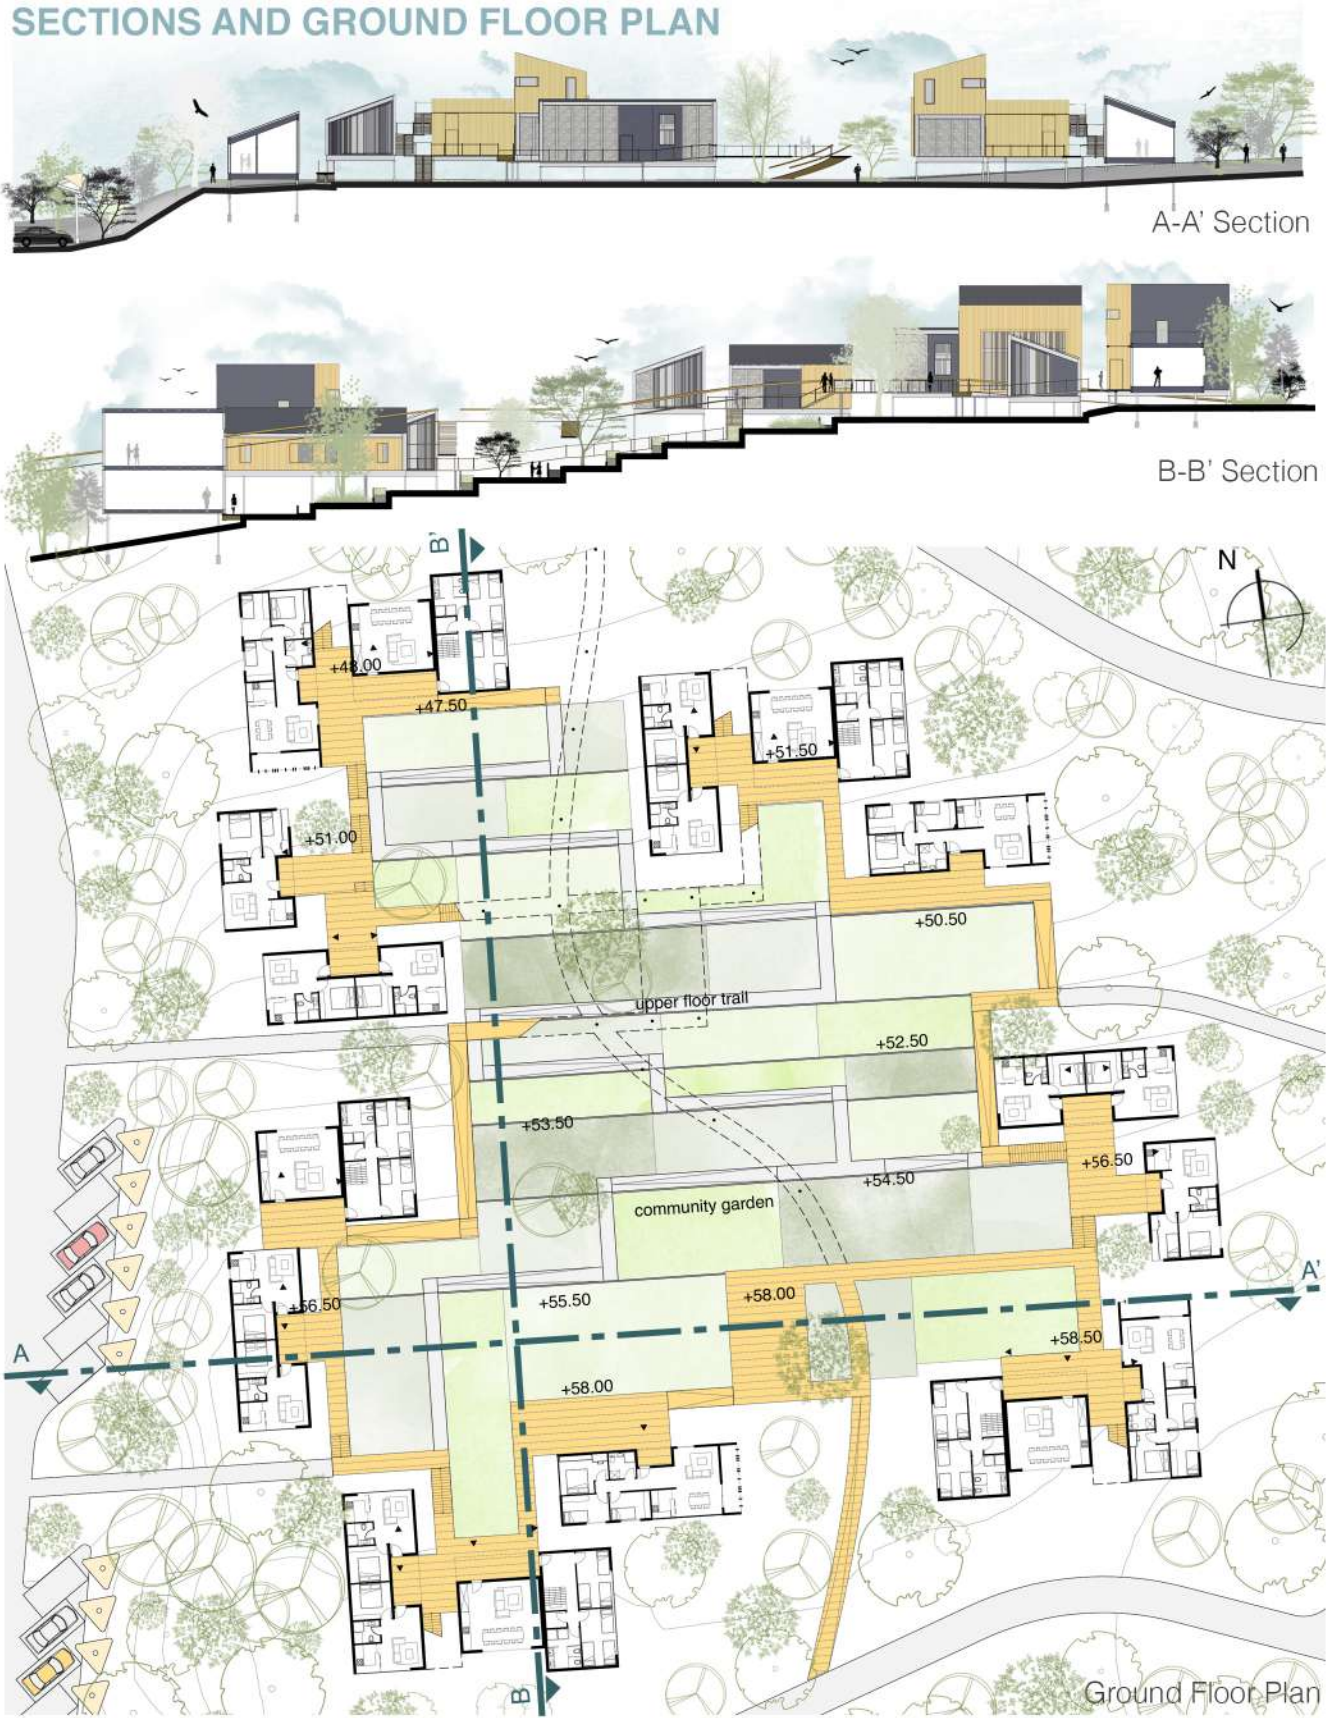 SECTIONS AND GROUND FLOOR PLAN
A-A' Section
B-B' Section
B'
N
+48.00
+47.50
+51.50
+51.00
+50.50
upper floor trail
+52.50
+53.50
+56.50
+54.50
community garden
A'
+56.50
+55.50
+58.00
+58.50
A
+58.00
B
Ground Floor Plan